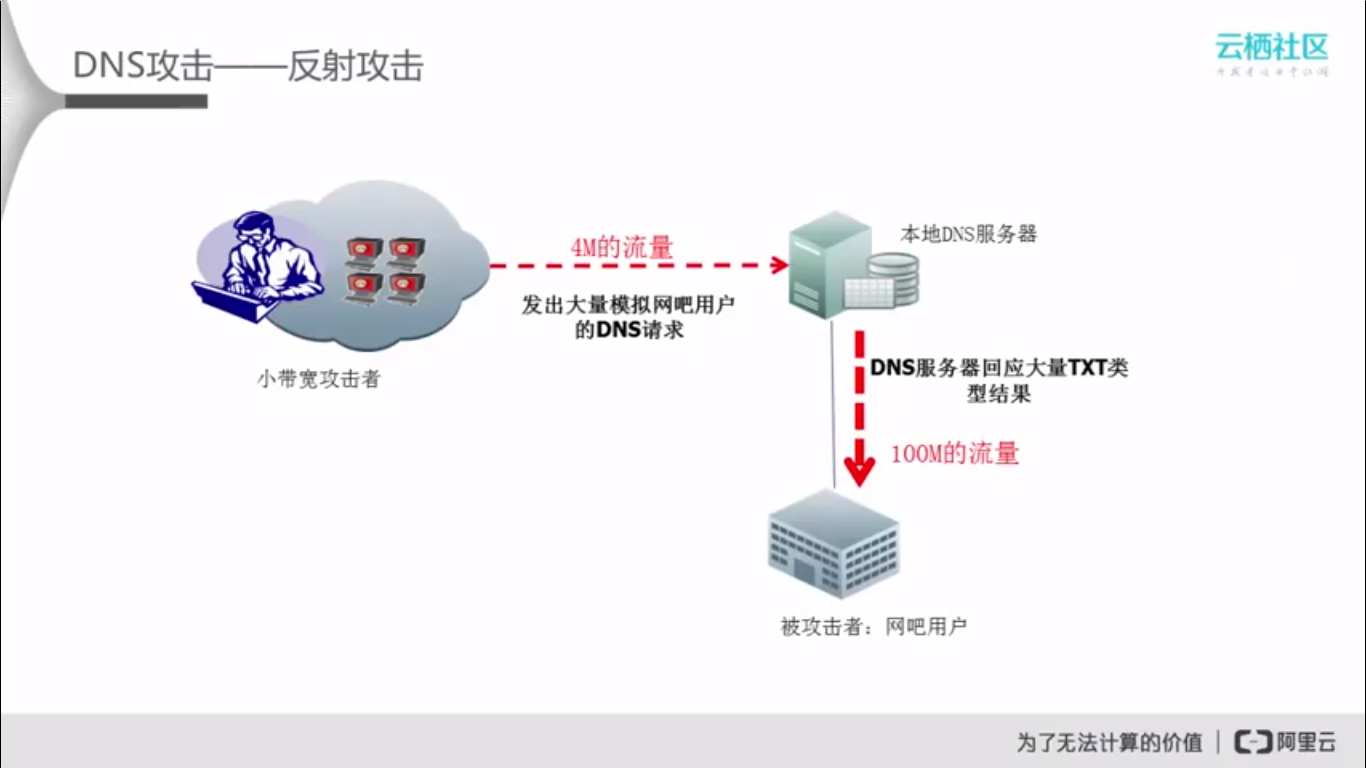 DNS攻击——反射攻击
云栖社区
4M的流量
本地DNS服务器
发出大量模拟网吧用户
的DNS请求
小带宽攻击者
DNS服务器回应大量TXT类
型结果
100M的流量
被攻击者：网吧用户
为了无法计算的价值 | 阿里云